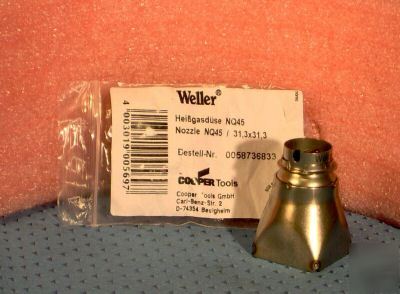 Weller®
Heißgasdüse NQ45
Nozzle NQ45 / 31,3x31,3
Bestell-Nr. 0058736833
COOPER Tools
Cooper Tools GmbH
Carl-Benz-Str. 2
D-74354 Besigheim
4 003019 005697